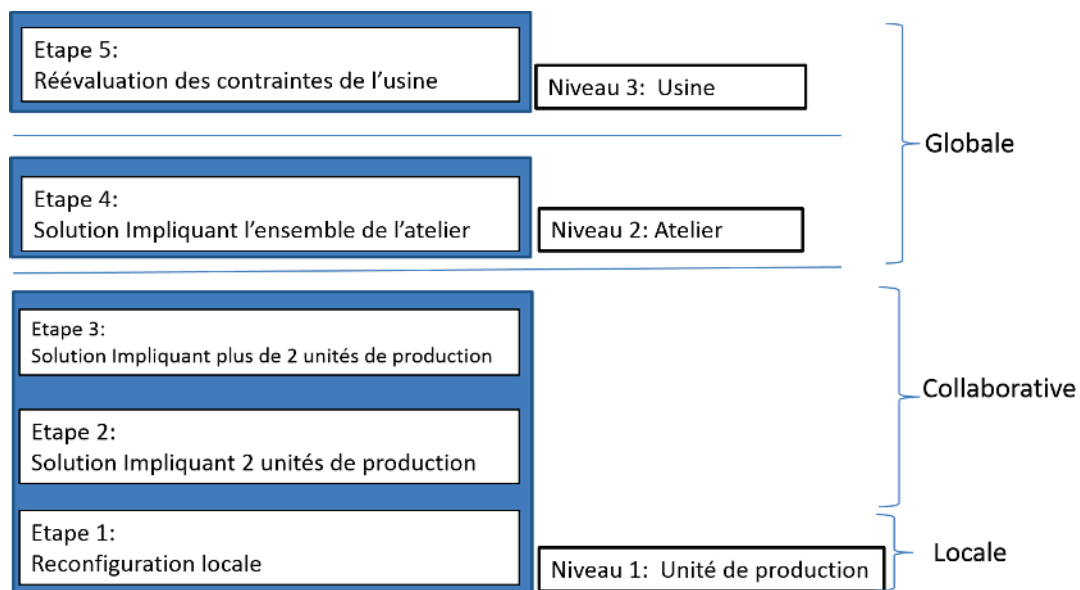 Etape 5:
Réévaluation des contraintes de l'usine
Niveau 3: Usine
Globale
Etape 4:
Solution Impliquant l'ensemble de l'atelier
Niveau 2: Atelier
Etape 3:
Solution Impliquant plus de 2 unités de production
Collaborative
Etape 2:
Solution Impliquant 2 unités de production
Etape 1:
Reconfiguration locale
Niveau 1: Unité de production
Locale